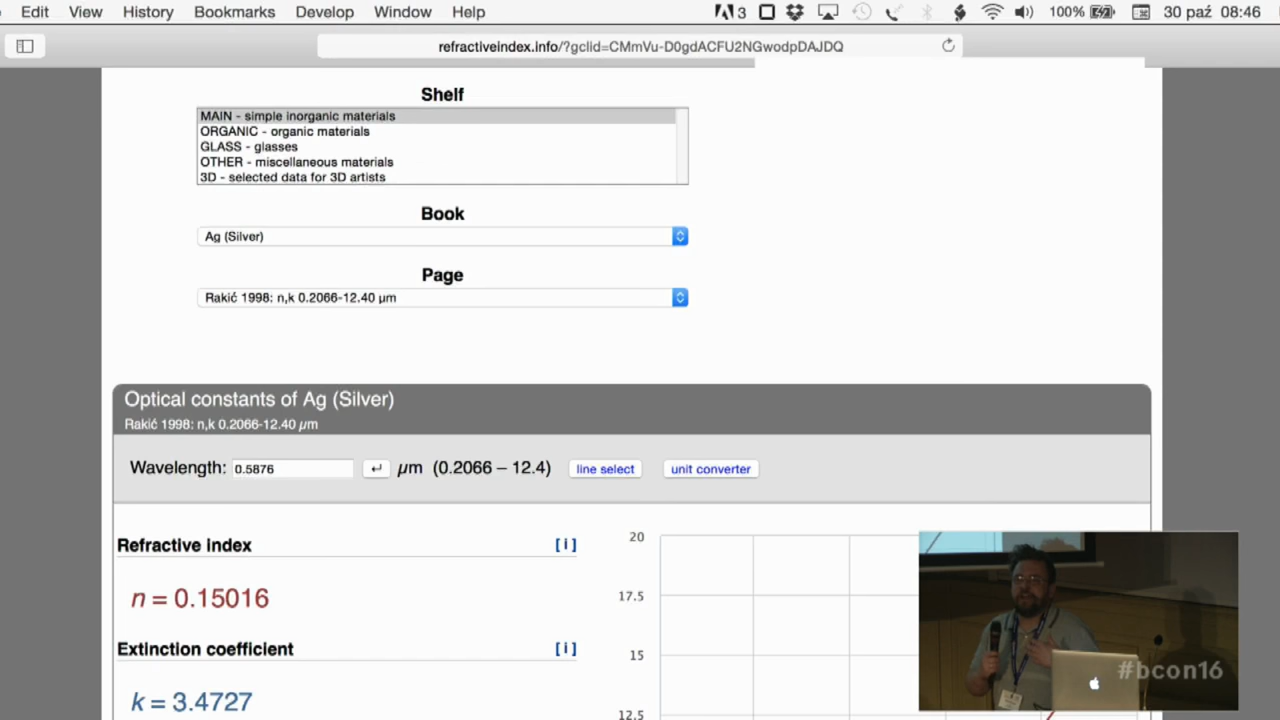 Edit View History Bookmarks Develop Window Help 3 100% 30 paź 08:46
refractiveindex.info/?gclid=CMmVu-D0gdACFU2NGwodpDAJDQ
Shelf
MAIN - simple inorganic materials
ORGANIC - organic materials
GLASS - glasses
OTHER - miscellaneous materials
3D - selected data for 3D artists
Book
Ag (Silver)
Page
Rakić 1998: n,k 0.2066-12.40 µm
Optical constants of Ag (Silver)
Rakić 1998: n,k 0.2066-12.40 µm
Wavelength: 0.5876 µm (0.2066 – 12.4) line select unit converter
Refractive index [ i ]
n = 0.15016
Extinction coefficient [ i ]
k = 3.4727
20
17.5
15
12.5
#bcon16